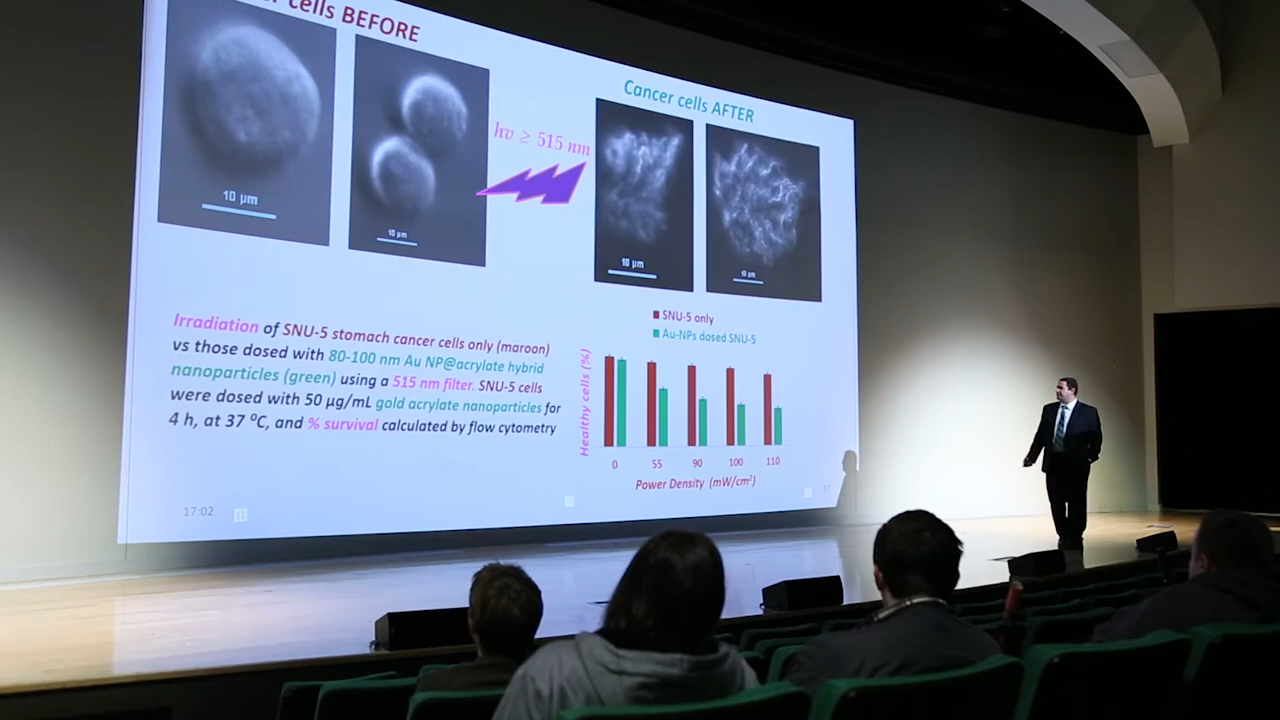 cells BEFORE
Cancer cells AFTER
hν ≥ 515 nm
10 µm
10 µm
10 µm
10 µm
Irradiation of SNU-5 stomach cancer cells only (maroon)
vs those dosed with 80-100 nm Au NP@acrylate hybrid
nanoparticles (green) using a 515 nm filter. SNU-5 cells
were dosed with 50 µg/mL gold acrylate nanoparticles for
4 h, at 37 ⁰C, and % survival calculated by flow cytometry
SNU-5 only
Au-NPs dosed SNU-5
Healthy cells (%)
0 55 90 100 110
Power Density (mW/cm²)
17:02
17